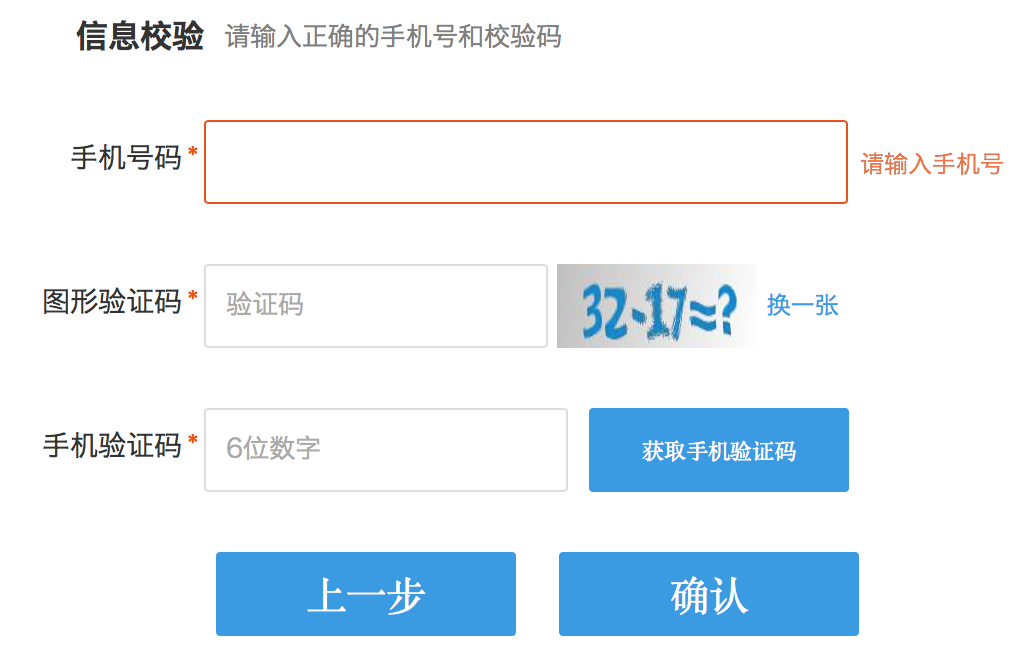 信息校验 请输入正确的手机号和校验码
手机号码* 请输入手机号
图形验证码* 验证码 32-17=? 换一张
手机验证码* 6位数字 获取手机验证码
上一步 确认